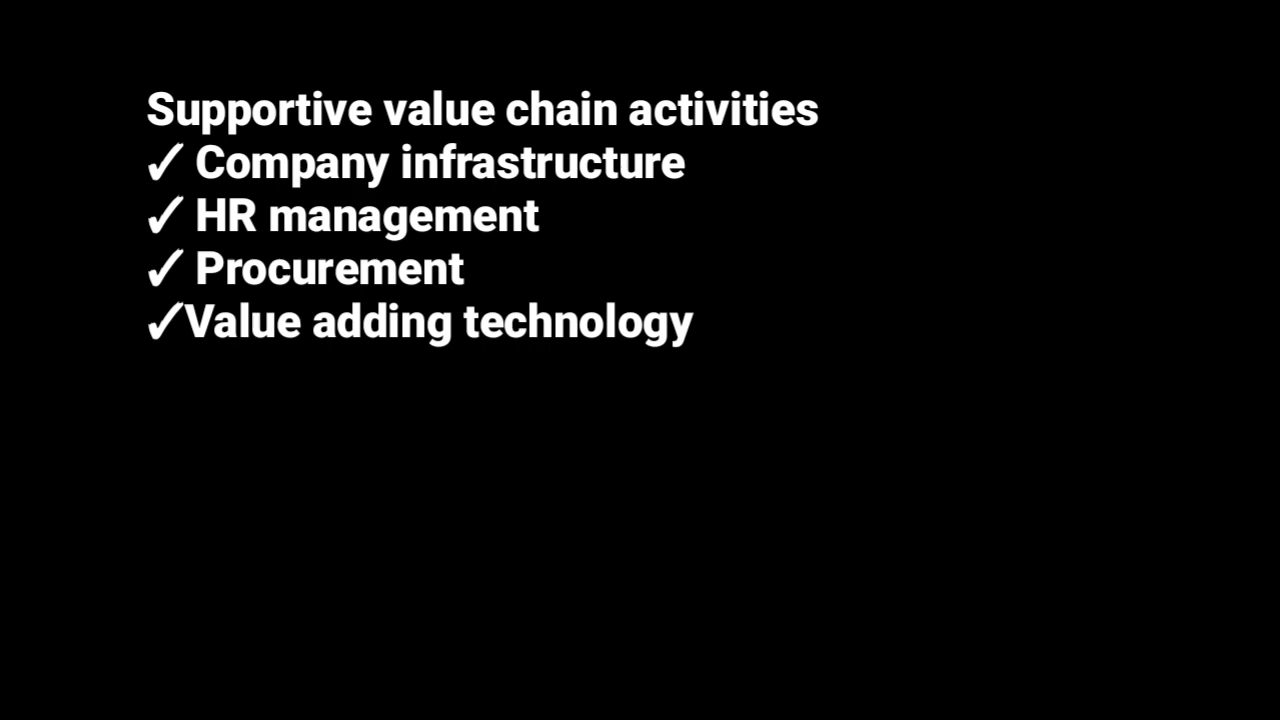 Supportive value chain activities
✓ Company infrastructure
✓ HR management
✓ Procurement
✓Value adding technology